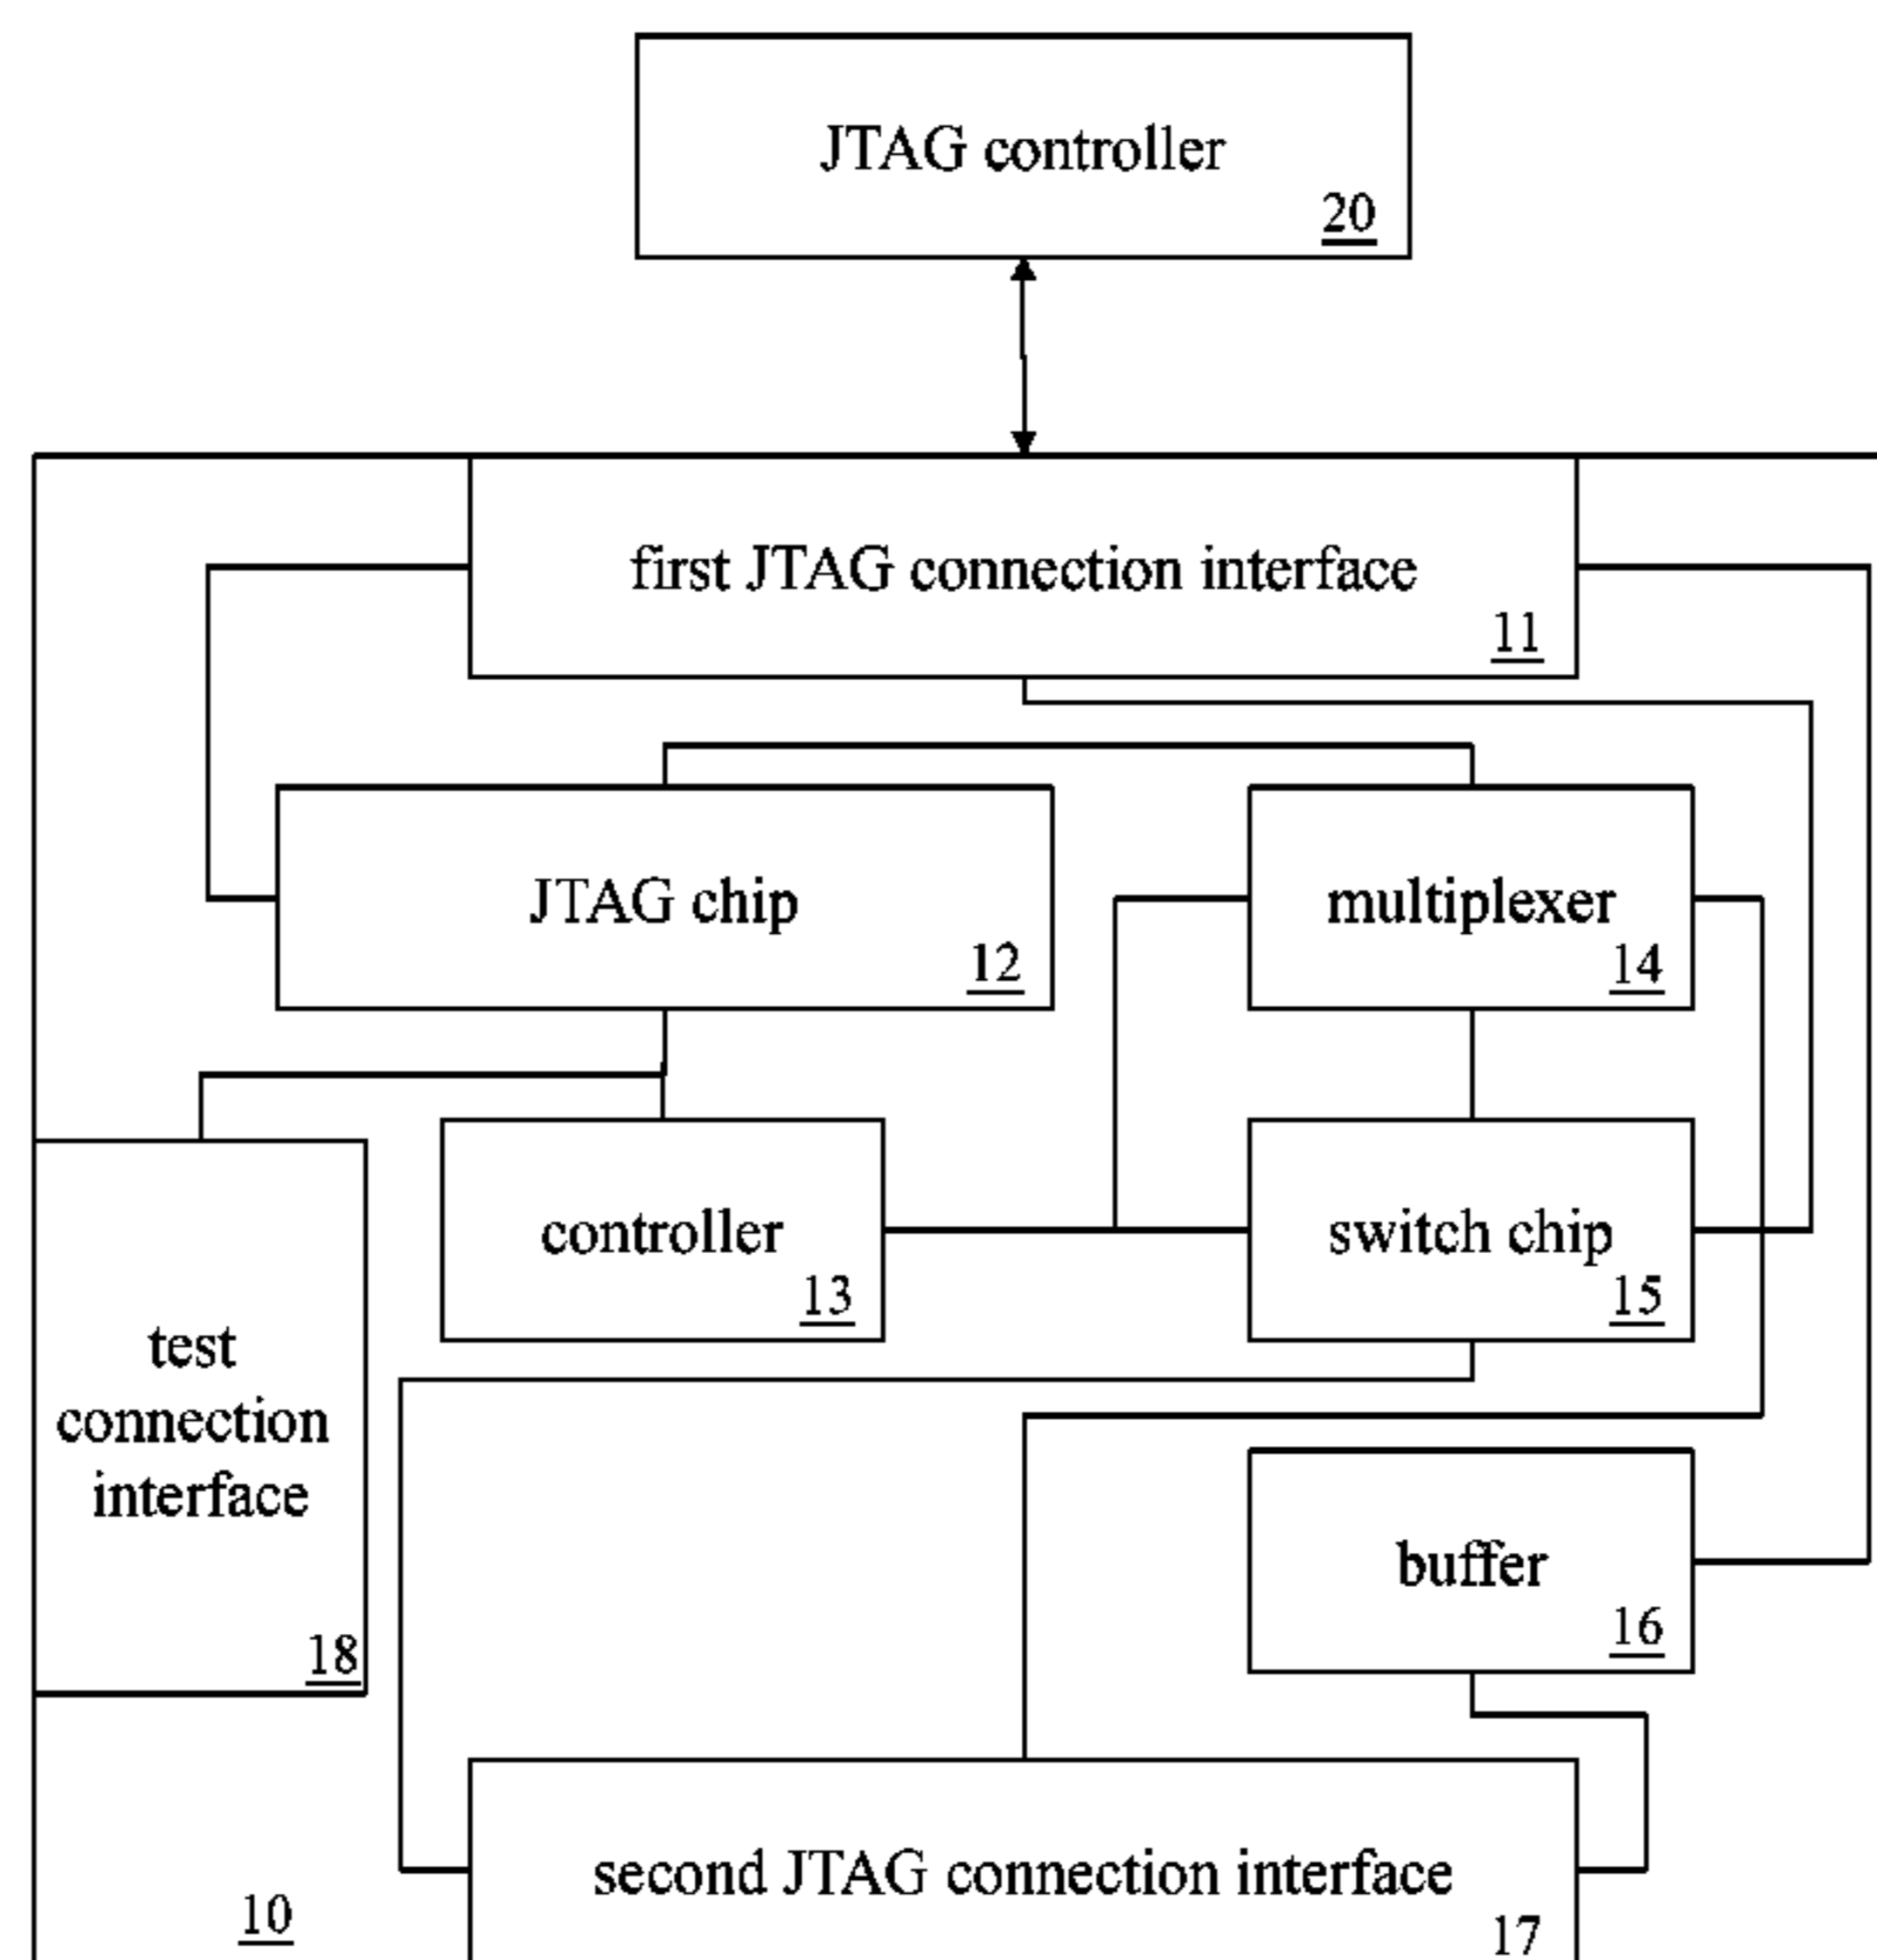 JTAG controller
20
first JTAG connection interface
11
JTAG chip
12
multiplexer
14
controller
13
switch chip
15
test
connection
interface
18
buffer
16
second JTAG connection interface
17
10